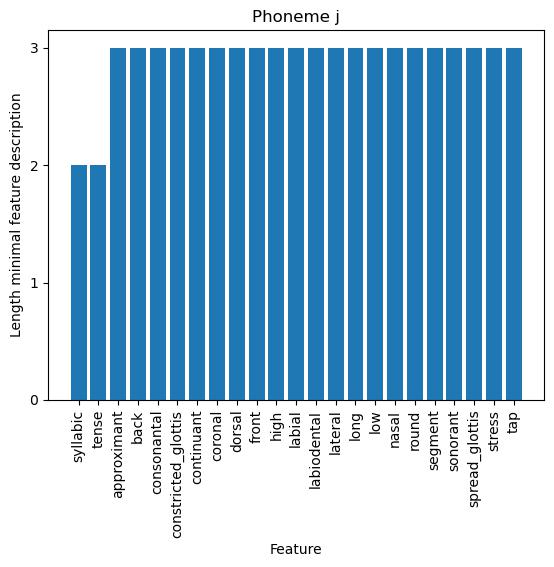 Phoneme j
Length minimal feature description
3
2
1
0
syllabic
tense
approximant
back
consonantal
constricted_glottis
continuant
coronal
dorsal
front
high
labial
labiodental
lateral
long
low
nasal
round
segment
sonorant
spread_glottis
stress
tap
Feature